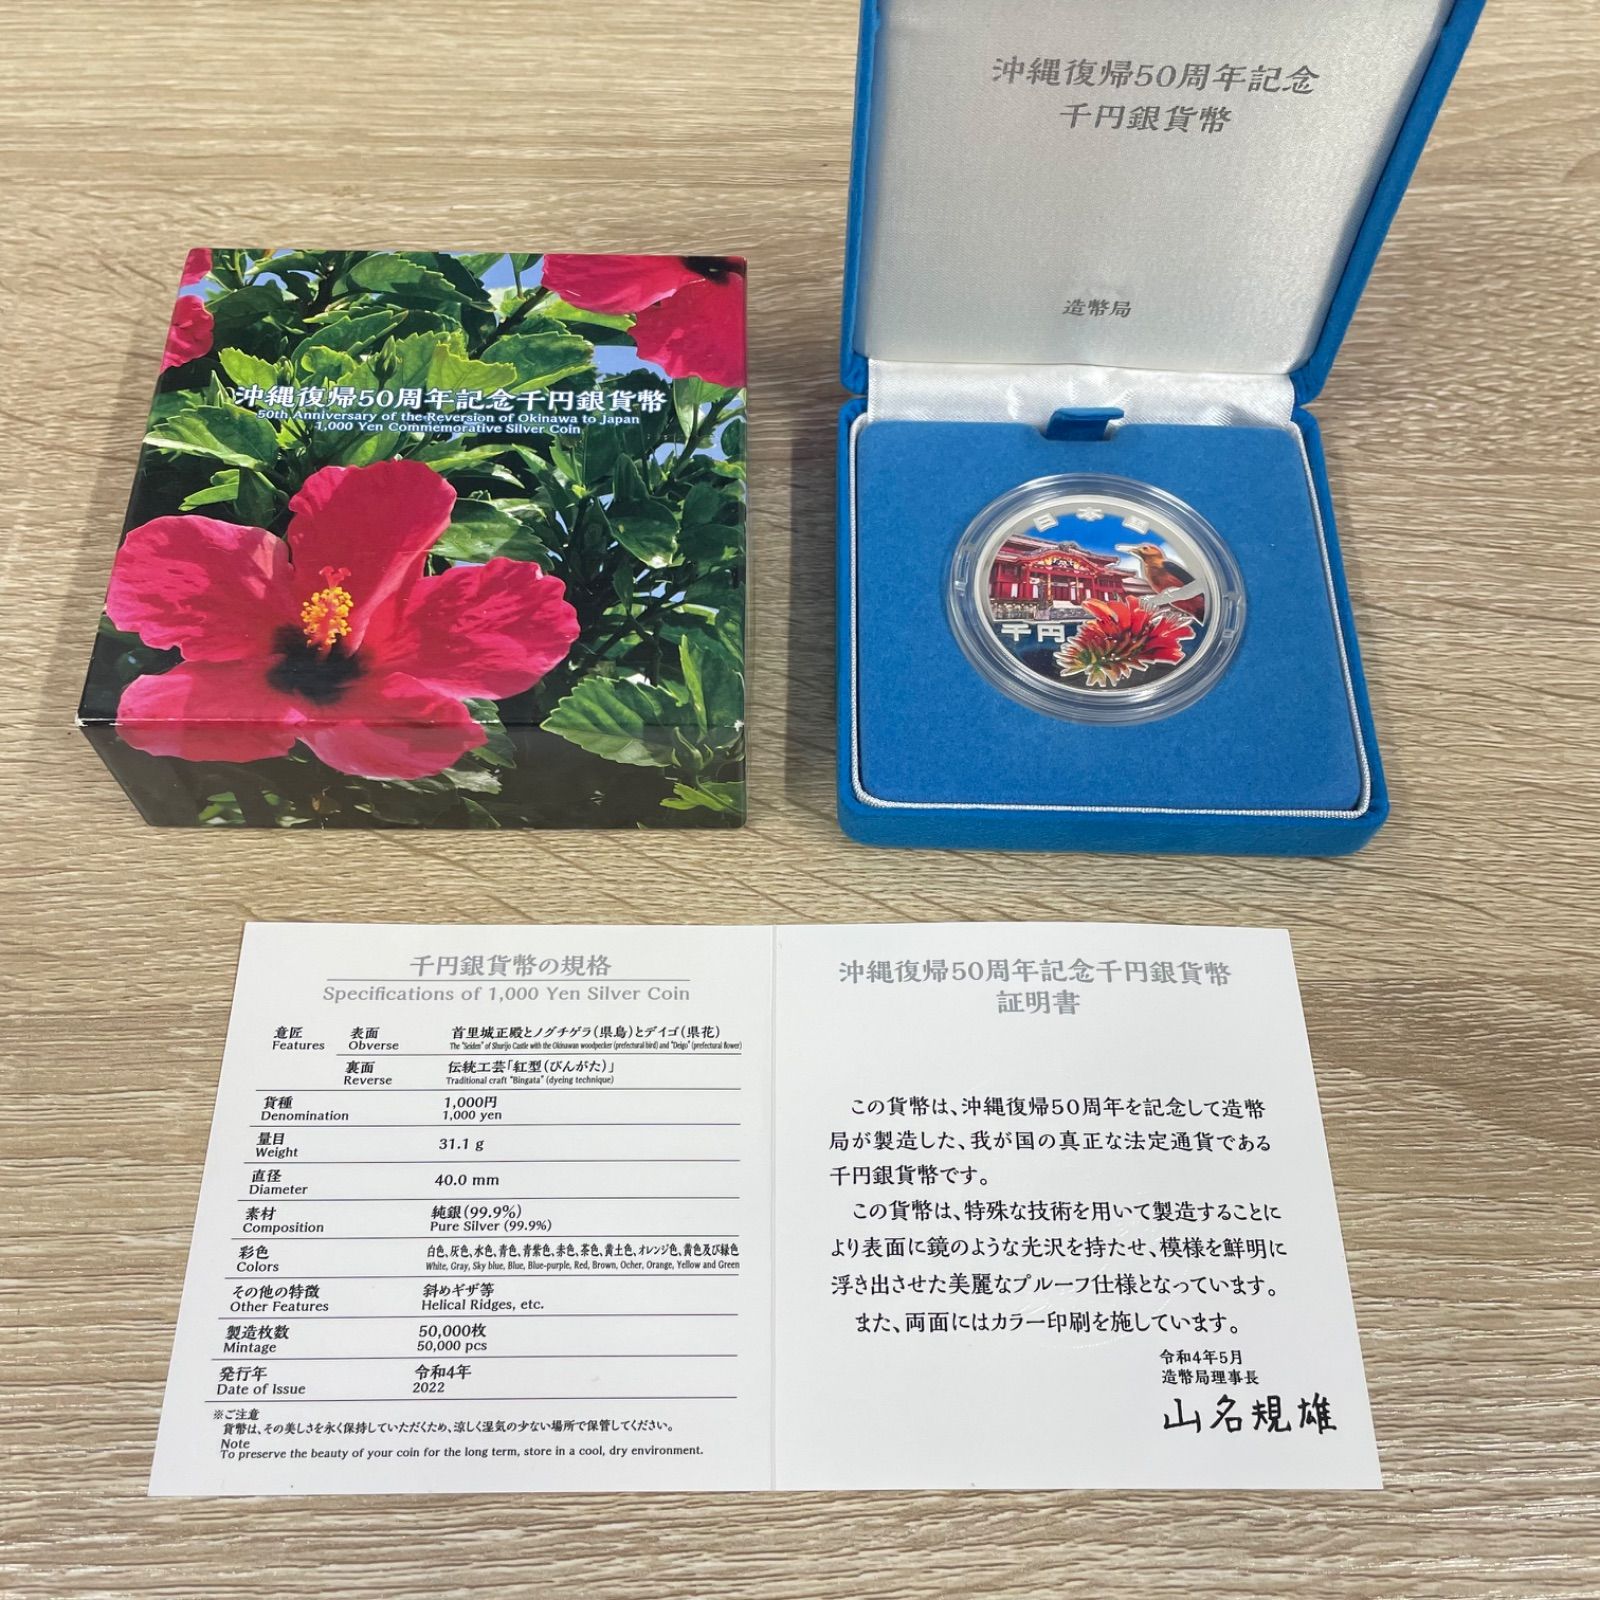 沖縄復帰50周年記念
千円銀貨幣
造幣局
沖縄復帰50周年記念千円銀貨幣
50th Anniversary of the Reversion of Okinawa to Japan
1,000 Yen Commemorative Silver Coin
日本国
千円
千円銀貨幣の規格
Specifications of 1,000 Yen Silver Coin
意匠 表面 首里城正殿とノグチゲラ(県鳥)とデイゴ(県花)
Features Obverse The "Seiden" of Shurijo Castle with the Okinawan woodpecker (prefectural bird) and "Deigo" (prefectural flower)
裏面 伝統工芸「紅型(びんがた)」
Reverse Traditional craft "Bingata" (dyeing technique)
貨種 1,000円
Denomination 1,000 yen
量目 31.1 g
Weight
直径 40.0 mm
Diameter
素材 純銀(99.9%)
Composition Pure Silver (99.9%)
彩色 白色、灰色、水色、青色、青紫色、赤色、茶色、黄土色、オレンジ色、黄色及び緑色
Colors White, Gray, Sky blue, Blue, Blue-purple, Red, Brown, Ocher, Orange, Yellow and Green
その他の特徴 斜めギザ等
Other Features Helical Ridges, etc.
製造枚数 50,000枚
Mintage 50,000 pcs
発行年 令和4年
Date of Issue 2022
※ご注意
貨幣は、その美しさを永く保持していただくため、涼しく湿気の少ない場所で保管してください。
Note
To preserve the beauty of your coin for the long term, store in a cool, dry environment.
沖縄復帰50周年記念千円銀貨幣
証明書
この貨幣は、沖縄復帰50周年を記念して造幣
局が製造した、我が国の真正な法定通貨である
千円銀貨幣です。
この貨幣は、特殊な技術を用いて製造することに
より表面に鏡のような光沢を持たせ、模様を鮮明に
浮き出させた美麗なプルーフ仕様となっています。
また、両面にはカラー印刷を施しています。
令和4年5月
造幣局理事長
山名規雄